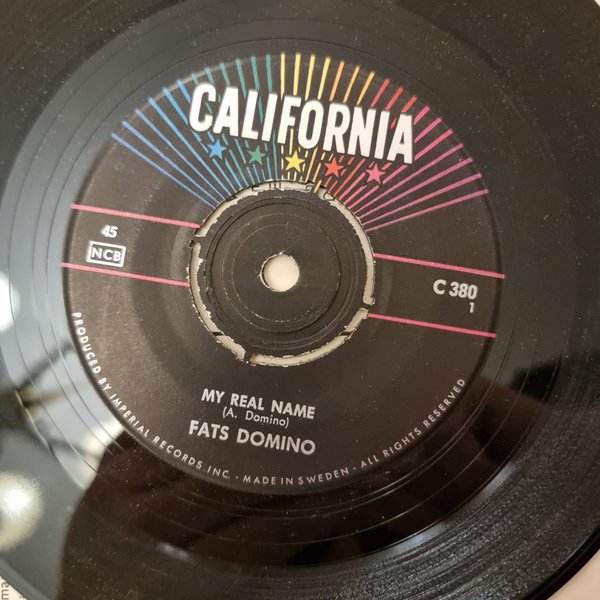 CALIFORNIA
45
NCB
C 380
1
MY REAL NAME
(A. Domino)
FATS DOMINO
PRODUCED BY IMPERIAL RECORDS INC. - MADE IN SWEDEN - ALL RIGHTS RESERVED